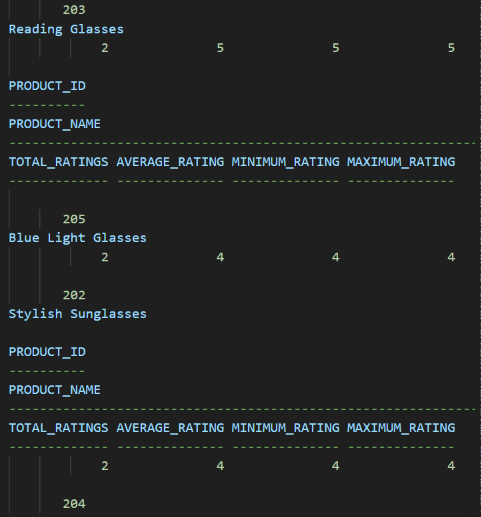 203
Reading Glasses
2 5 5 5
PRODUCT_ID
----------
PRODUCT_NAME
--------------------------------------------------------------
TOTAL_RATINGS AVERAGE_RATING MINIMUM_RATING MAXIMUM_RATING
------------- -------------- -------------- --------------
205
Blue Light Glasses
2 4 4 4
202
Stylish Sunglasses
PRODUCT_ID
----------
PRODUCT_NAME
--------------------------------------------------------------
TOTAL_RATINGS AVERAGE_RATING MINIMUM_RATING MAXIMUM_RATING
------------- -------------- -------------- --------------
2 4 4 4
204